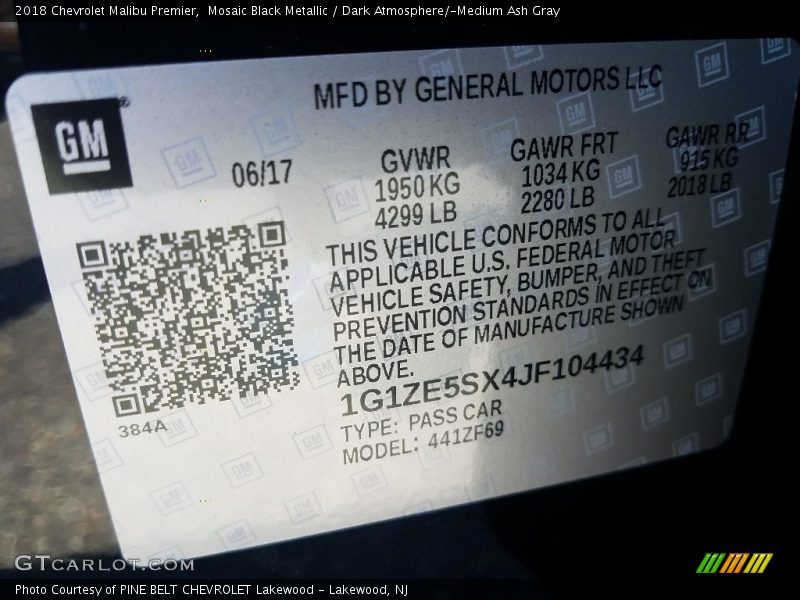 2018 Chevrolet Malibu Premier,  Mosaic Black Metallic / Dark Atmosphere/-Medium Ash Gray
MFD BY GENERAL MOTORS LLC
GM
06/17
GVWR
1950 KG
4299 LB
GAWR FRT
1034 KG
2280 LB
GAWR RR
915 KG
2018 LB
THIS VEHICLE CONFORMS TO ALL
APPLICABLE U.S. FEDERAL MOTOR
VEHICLE SAFETY, BUMPER, AND THEFT
PREVENTION STANDARDS IN EFFECT ON
THE DATE OF MANUFACTURE SHOWN
ABOVE.
1G1ZE5SX4JF104434
TYPE: PASS CAR
MODEL: 441ZF69
384A
GTCARLOT.COM
Photo Courtesy of PINE BELT CHEVROLET Lakewood - Lakewood, NJ